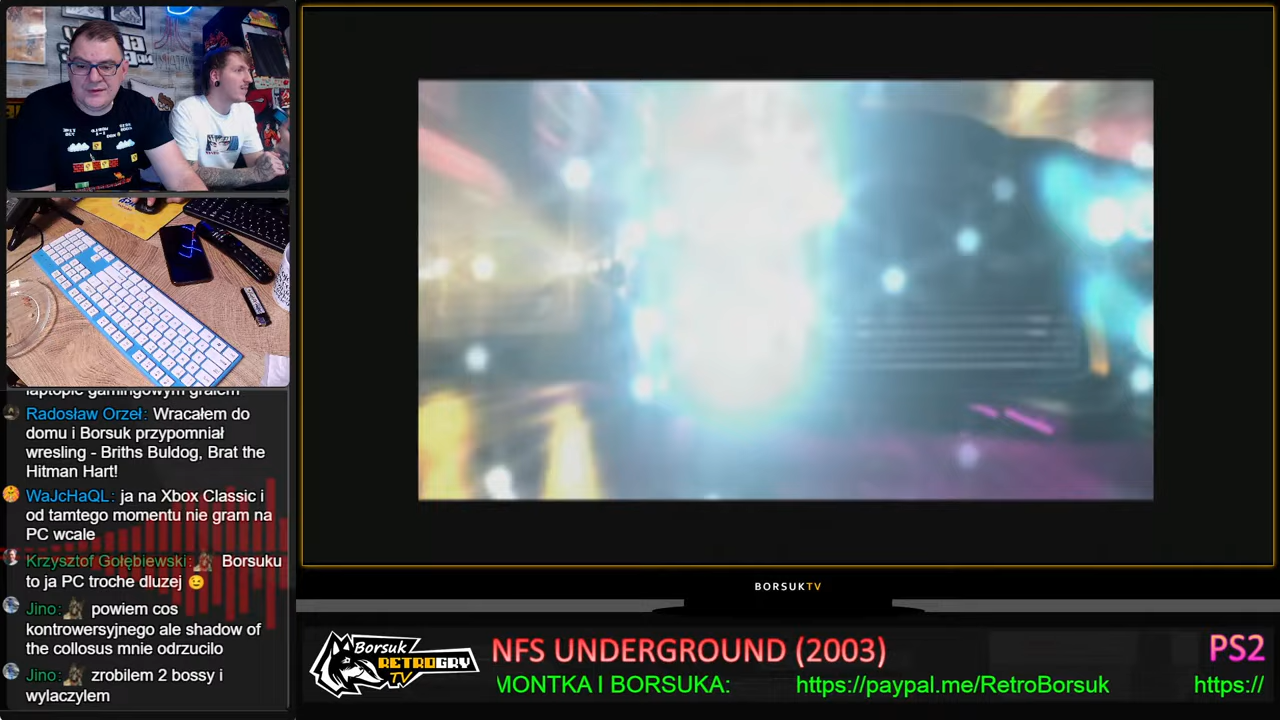 laptopie gamingowym grałem
Radosław Orzeł: Wracałem do
domu i Borsuk przypomniał
wresling - Briths Buldog, Brat the
Hitman Hart!
WaJcHaQL: ja na Xbox Classic i
od tamtego momentu nie gram na
PC wcale
Krzysztof Gołębiewski: Borsuku
to ja PC troche dluzej 😉
Jino: powiem cos
kontrowersyjnego ale shadow of
the collosus mnie odrzucilo
Jino: zrobilem 2 bossy i
wylaczylem
BORSUKTV
Borsuk
RETROGRY
TV
NFS UNDERGROUND (2003)
PS2
MONTKA I BORSUKA:
https://paypal.me/RetroBorsuk
https://